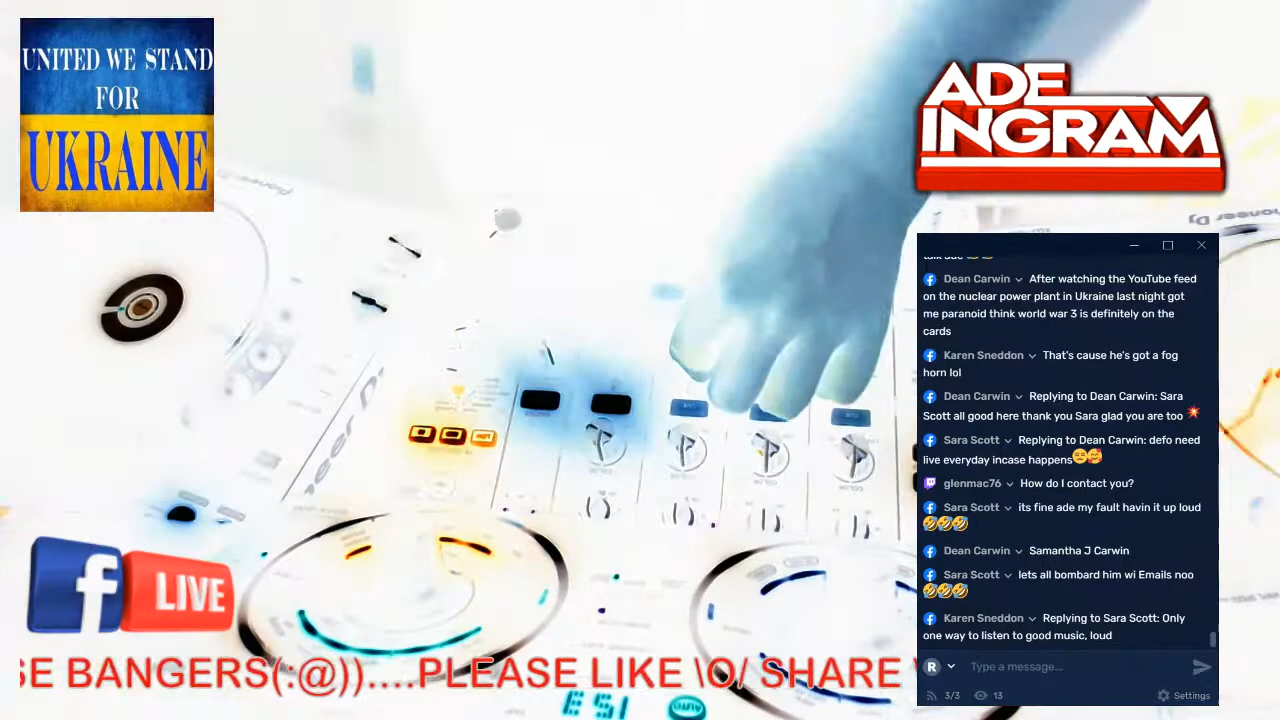 UNITED WE STAND
FOR
UKRAINE
ADE
INGRAM
Pioneer Dj
Dean Carwin After watching the YouTube feed
on the nuclear power plant in Ukraine last night got
me paranoid think world war 3 is definitely on the
cards
Karen Sneddon That's cause he's got a fog
horn lol
Dean Carwin Replying to Dean Carwin: Sara
Scott all good here thank you Sara glad you are too 💥
Sara Scott Replying to Dean Carwin: defo need
live everyday incase happens😔🥰
glenmac76 How do I contact you?
Sara Scott its fine ade my fault havin it up loud
🤣🤣🤣
Dean Carwin Samantha J Carwin
Sara Scott lets all bombard him wi Emails noo
🤣🤣🤣
Karen Sneddon Replying to Sara Scott: Only
one way to listen to good music, loud
R Type a message...
3/3 13 Settings
f LIVE
SE BANGERS(:@))....PLEASE LIKE \O/ SHARE